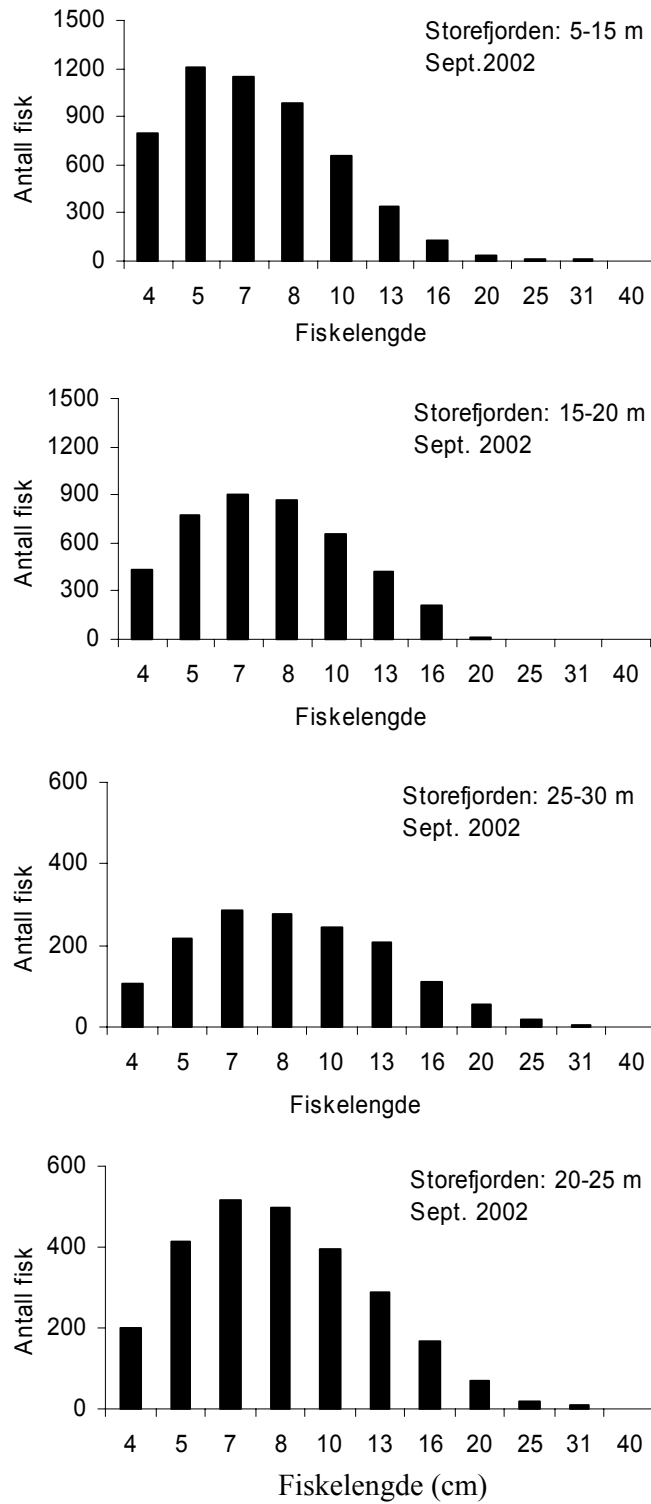 Storefjorden: 5-15 m
Sept.2002
Antall fisk
1500
1200
900
600
300
0
4 5 7 8 10 13 16 20 25 31 40
Fiskelengde
Storefjorden: 15-20 m
Sept. 2002
Antall fisk
1500
1200
900
600
300
0
4 5 7 8 10 13 16 20 25 31 40
Fiskelengde
Storefjorden: 25-30 m
Sept. 2002
Antall fisk
600
400
200
0
4 5 7 8 10 13 16 20 25 31 40
Fiskelengde
Storefjorden: 20-25 m
Sept. 2002
Antall fisk
600
400
200
0
4 5 7 8 10 13 16 20 25 31 40
Fiskelengde (cm)